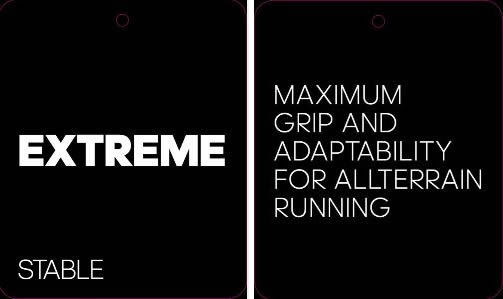 EXTREME
STABLE
MAXIMUM
GRIP AND
ADAPTABILITY
FOR ALLTERRAIN
RUNNING